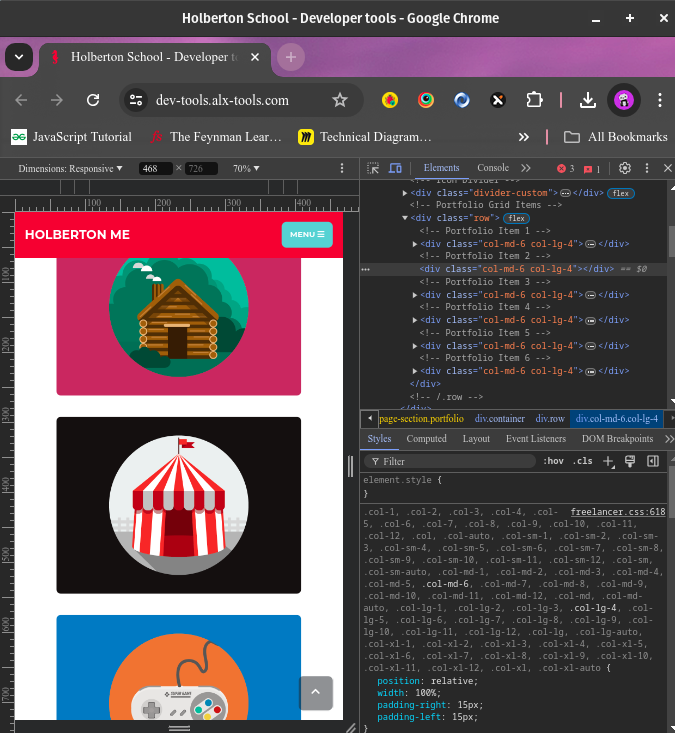 Holberton School - Developer tools - Google Chrome
Holberton School - Developer to
dev-tools.alx-tools.com
JavaScript Tutorial
The Feynman Lear…
Technical Diagram…
»
All Bookmarks
Dimensions: Responsive ▼ 468 × 726 70% ▼
Elements Console » 3 1
100 200 300 400
100
200
300
400
500
600
700
HOLBERTON ME
MENU
SUPER GAME
<!-- Icon Divider -->
<div class="divider-custom">…</div> flex
<!-- Portfolio Grid Items -->
<div class="row"> flex
<!-- Portfolio Item 1 -->
<div class="col-md-6 col-lg-4">…</div>
<!-- Portfolio Item 2 -->
<div class="col-md-6 col-lg-4"></div> == $0
<!-- Portfolio Item 3 -->
<div class="col-md-6 col-lg-4">…</div>
<!-- Portfolio Item 4 -->
<div class="col-md-6 col-lg-4">…</div>
<!-- Portfolio Item 5 -->
<div class="col-md-6 col-lg-4">…</div>
<!-- Portfolio Item 6 -->
<div class="col-md-6 col-lg-4">…</div>
</div>
<!-- /.row -->
</div>
page-section.portfolio div.container div.row div.col-md-6.col-lg-4
Styles Computed Layout Event Listeners DOM Breakpoints »
Filter :hov .cls
element.style {
}
.col-1, .col-2, .col-3, .col-4, .col- freelancer.css:618
5, .col-6, .col-7, .col-8, .col-9, .col-10, .col-11,
.col-12, .col, .col-auto, .col-sm-1, .col-sm-2, .col-sm-
3, .col-sm-4, .col-sm-5, .col-sm-6, .col-sm-7, .col-sm-8,
.col-sm-9, .col-sm-10, .col-sm-11, .col-sm-12, .col-sm,
.col-sm-auto, .col-md-1, .col-md-2, .col-md-3, .col-md-4,
.col-md-5, .col-md-6, .col-md-7, .col-md-8, .col-md-9,
.col-md-10, .col-md-11, .col-md-12, .col-md, .col-md-
auto, .col-lg-1, .col-lg-2, .col-lg-3, .col-lg-4, .col-
lg-5, .col-lg-6, .col-lg-7, .col-lg-8, .col-lg-9, .col-
lg-10, .col-lg-11, .col-lg-12, .col-lg, .col-lg-auto,
.col-xl-1, .col-xl-2, .col-xl-3, .col-xl-4, .col-xl-5,
.col-xl-6, .col-xl-7, .col-xl-8, .col-xl-9, .col-xl-10,
.col-xl-11, .col-xl-12, .col-xl, .col-xl-auto {
position: relative;
width: 100%;
padding-right: 15px;
padding-left: 15px;
}